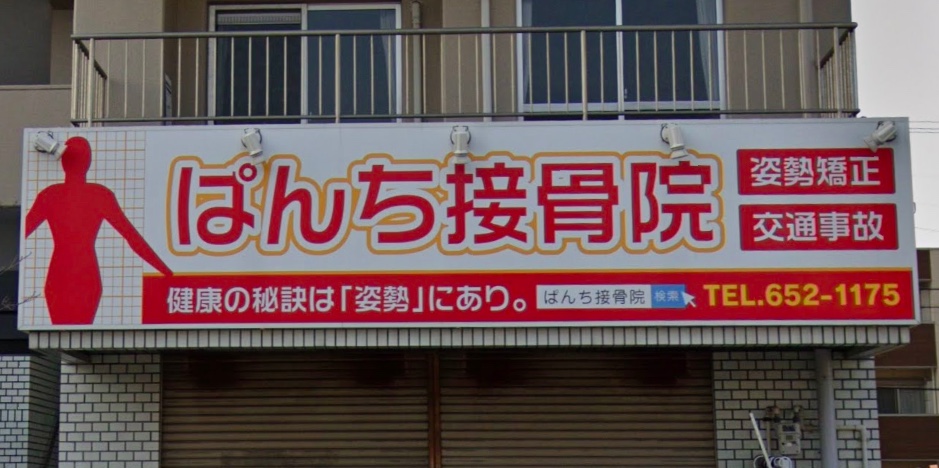 ぱんち接骨院
姿勢矯正
交通事故
健康の秘訣は「姿勢」にあり。
ぱんち接骨院 検索
TEL.652-1175